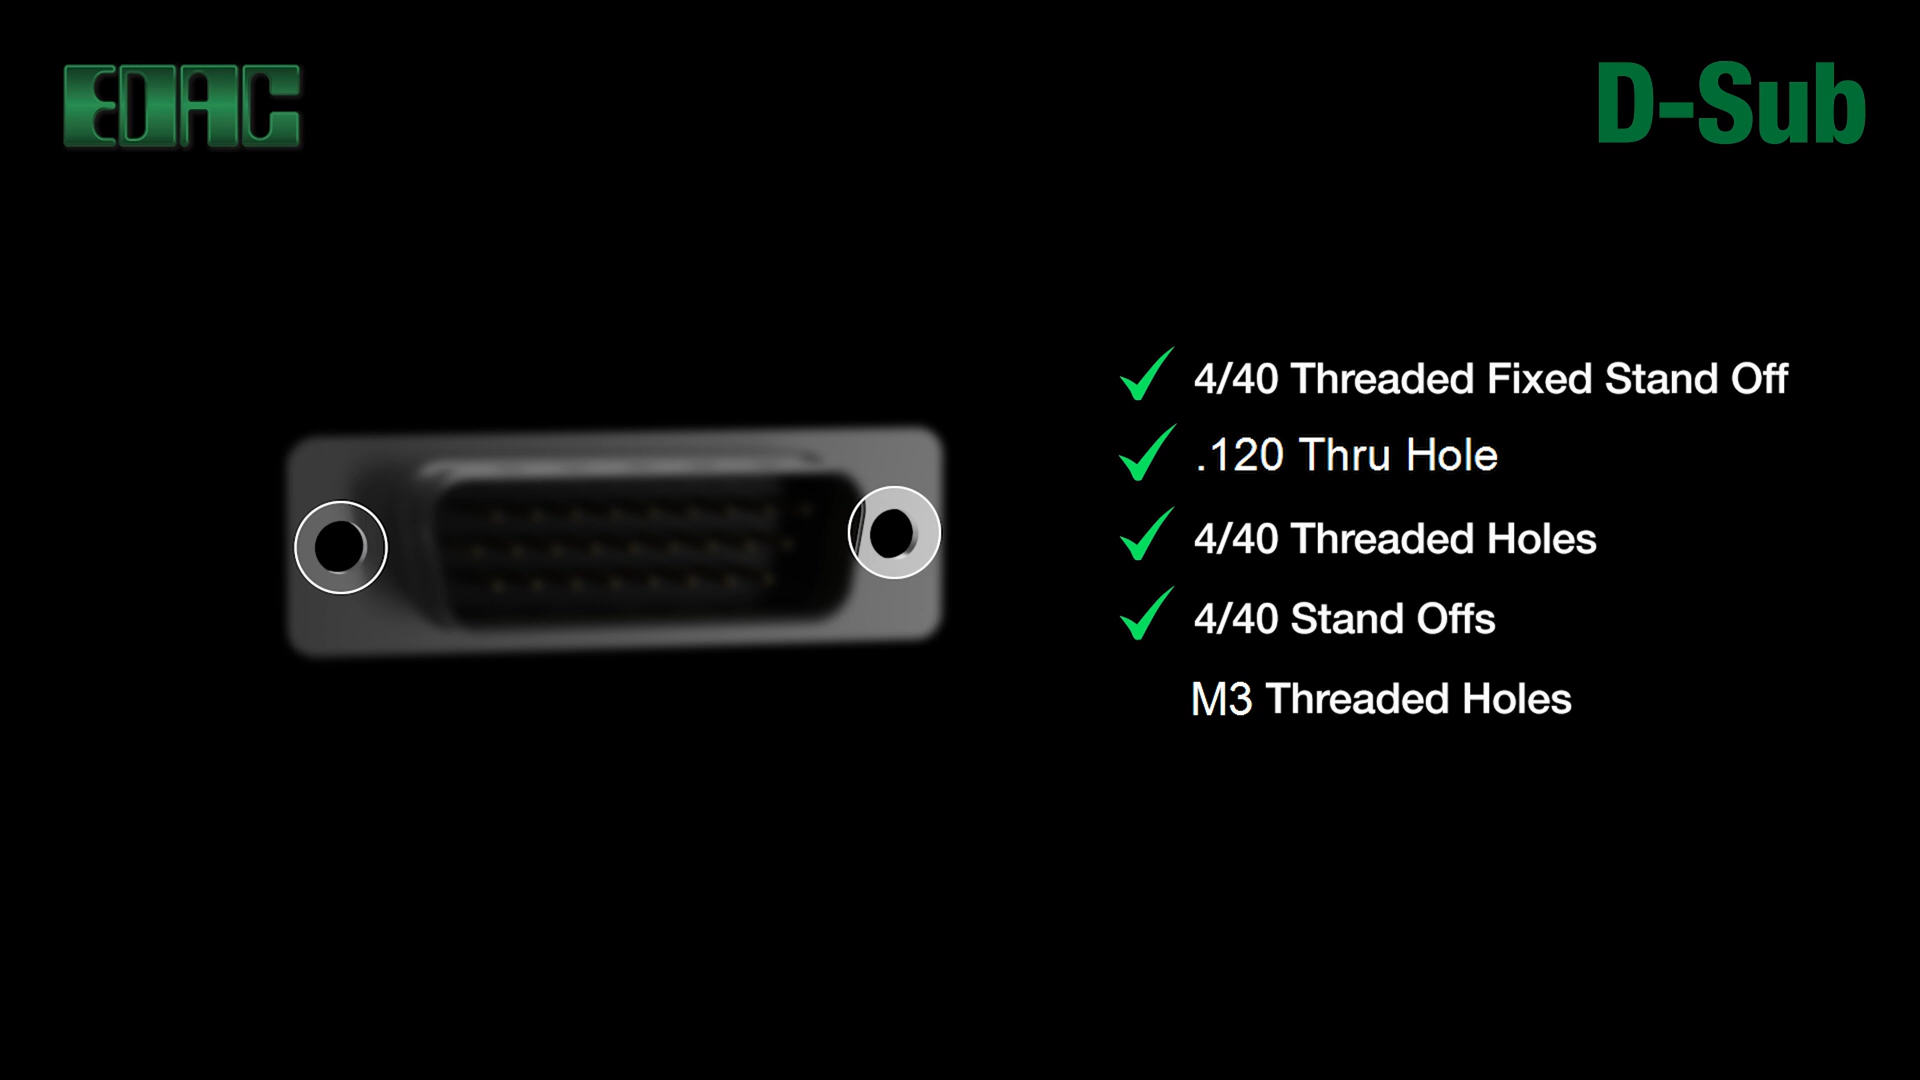 EDAC
D-Sub
4/40 Threaded Fixed Stand Off
.120 Thru Hole
4/40 Threaded Holes
4/40 Stand Offs
M3 Threaded Holes